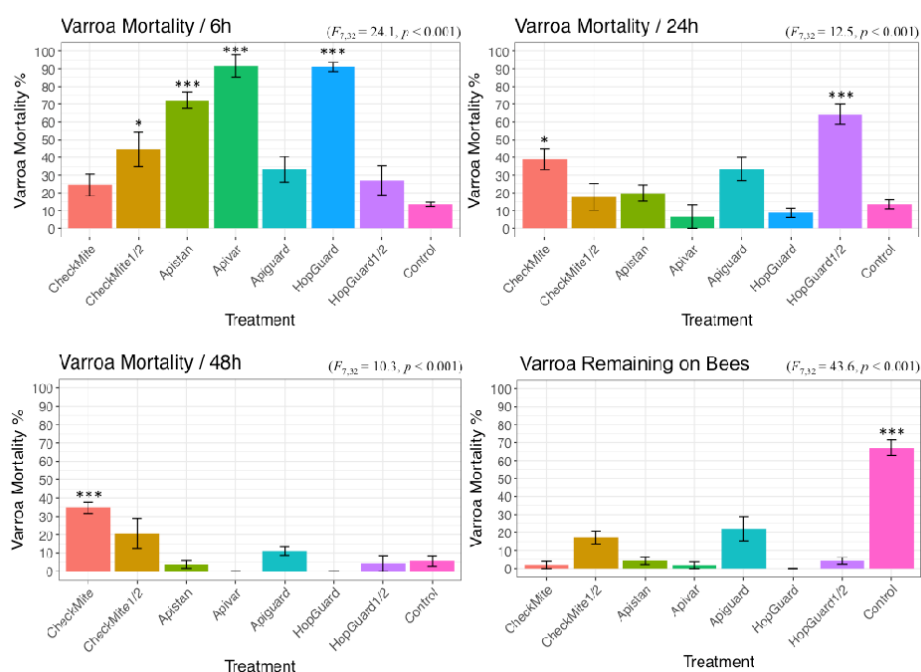 Varroa Mortality / 6h
(F7,32 = 24.1, p < 0.001)
Varroa Mortality %
100
90
80
70
60
50
40
30
20
10
0
*
***
***
***
CheckMite
CheckMite1/2
Apistan
Apivar
Apiguard
HopGuard
HopGuard1/2
Control
Treatment
Varroa Mortality / 24h
(F7,32 = 12.5, p < 0.001)
Varroa Mortality %
100
90
80
70
60
50
40
30
20
10
0
*
***
CheckMite
CheckMite1/2
Apistan
Apivar
Apiguard
HopGuard
HopGuard1/2
Control
Treatment
Varroa Mortality / 48h
(F7,32 = 10.3, p < 0.001)
Varroa Mortality %
100
90
80
70
60
50
40
30
20
10
0
***
CheckMite
CheckMite1/2
Apistan
Apivar
Apiguard
HopGuard
HopGuard1/2
Control
Treatment
Varroa Remaining on Bees
(F7,32 = 43.6, p < 0.001)
Varroa Mortality %
100
90
80
70
60
50
40
30
20
10
0
***
CheckMite
CheckMite1/2
Apistan
Apivar
Apiguard
HopGuard
HopGuard1/2
Control
Treatment